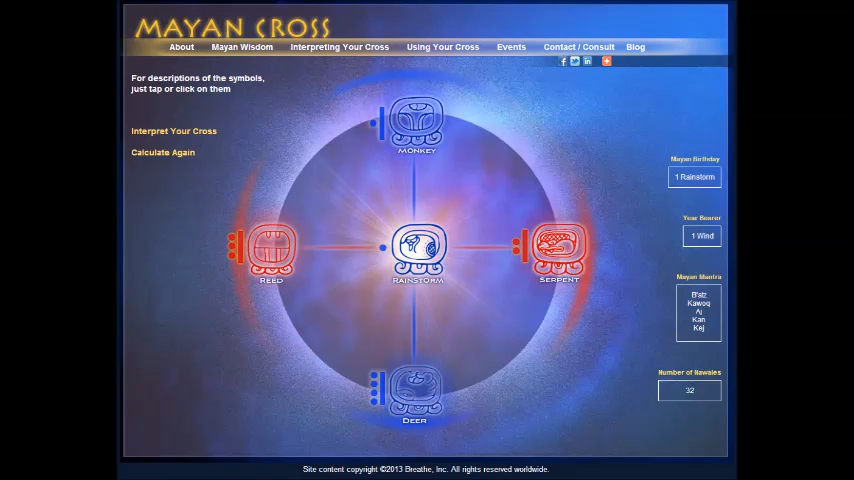 MAYAN CROSS
About Mayan Wisdom Interpreting Your Cross Using Your Cross Events Contact / Consult Blog
For descriptions of the symbols,
just tap or click on them
Interpret Your Cross
Calculate Again
MONKEY
REED
RAINSTORM
SERPENT
DEER
Mayan Birthday
1 Rainstorm
Year Bearer
1 Wind
Mayan Mantra
B'atz
Kawoq
Aj
Kan
Kej
Number of Nawales
32
Site content copyright ©2013 Breathe, Inc. All rights reserved worldwide.